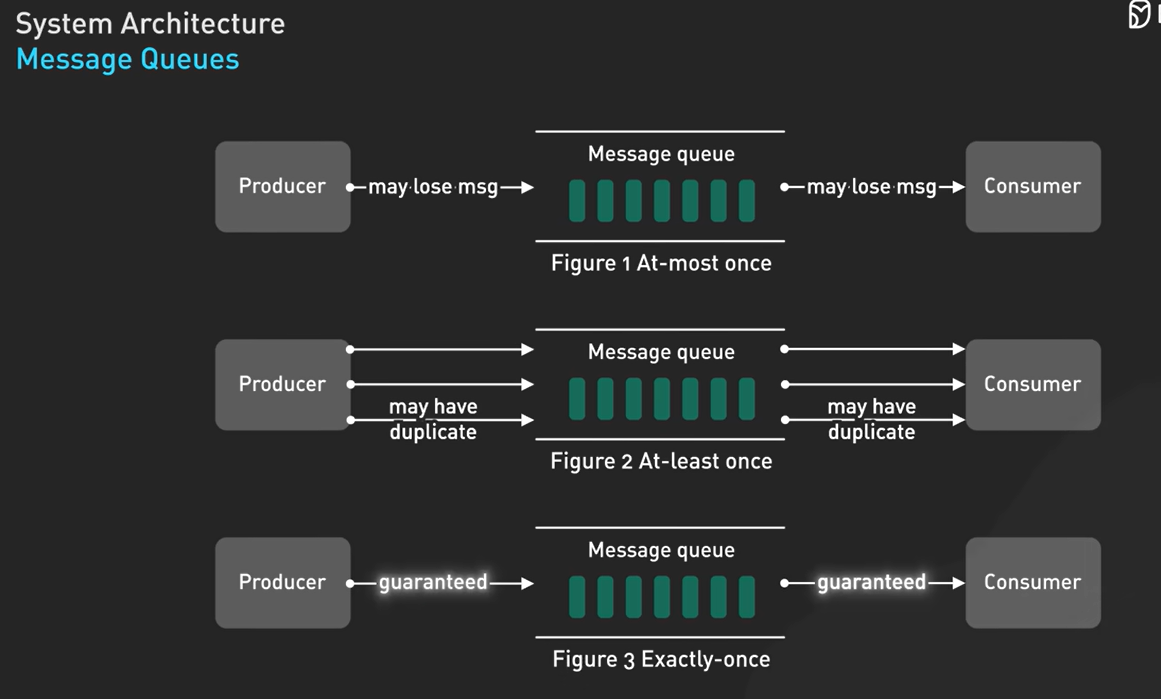 System Architecture
Message Queues
Message queue
Producer
may lose msg
may lose msg
Consumer
Figure 1 At-most once
Message queue
Producer
may have
duplicate
may have
duplicate
Consumer
Figure 2 At-least once
Message queue
Producer
guaranteed
guaranteed
Consumer
Figure 3 Exactly-once